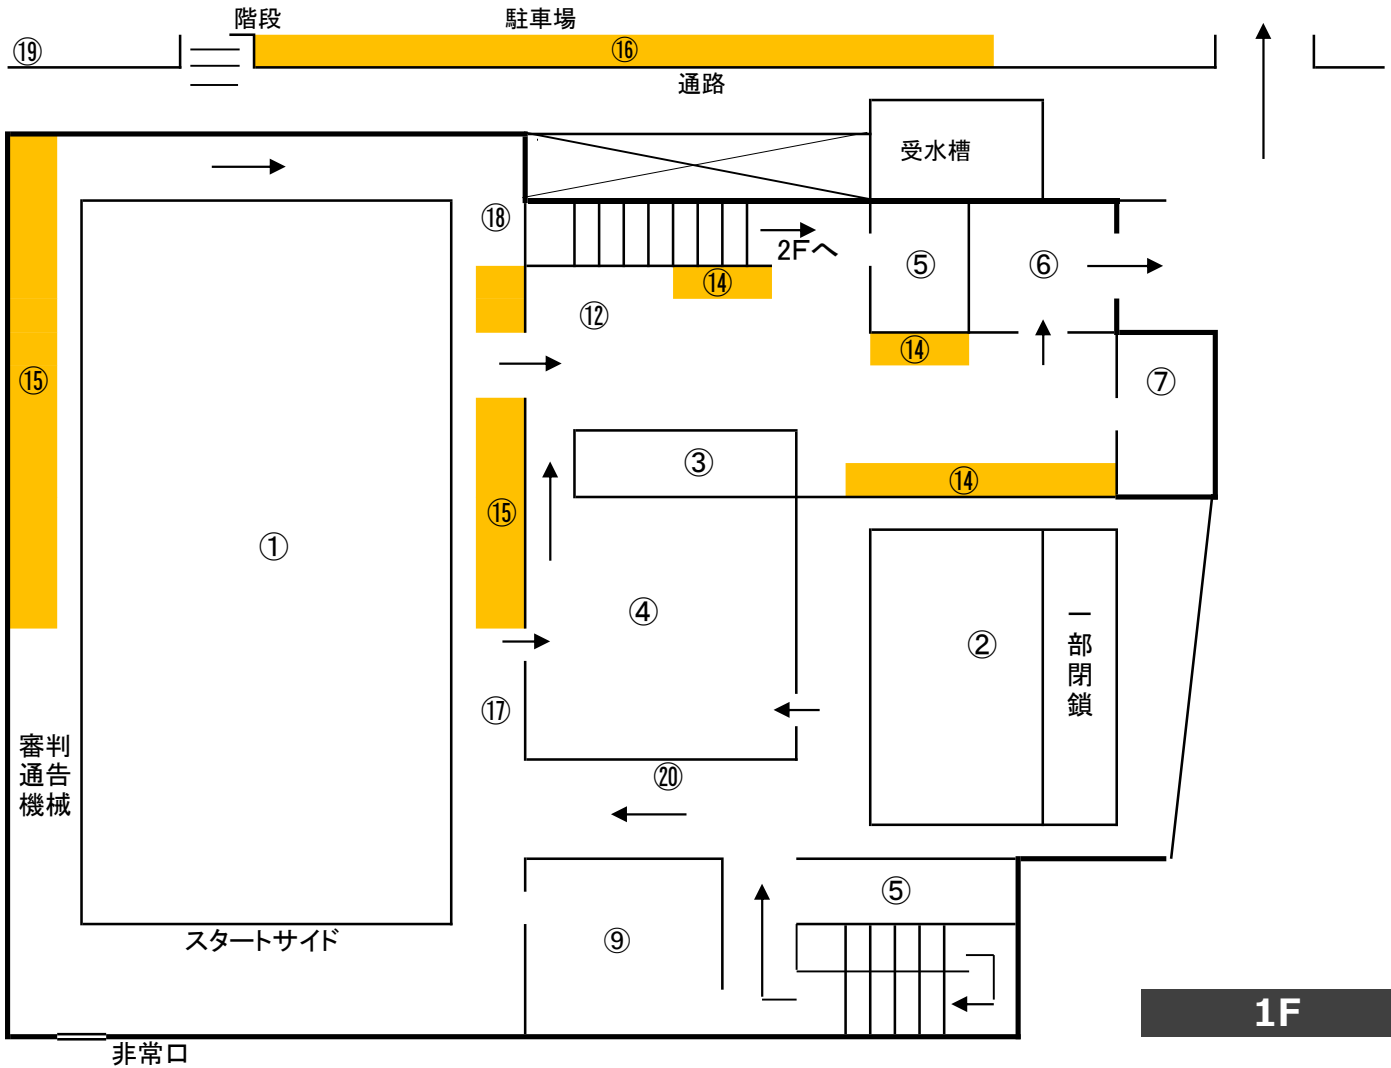 階段
駐車場
⑲
⑯
通路
受水槽
⑱
2Fへ
⑤
⑥
⑭
⑫
⑭
⑮
⑦
③
⑭
⑮
①
④
②
一部閉鎖
⑰
審判
通告
機械
⑳
⑤
スタートサイド
⑨
1F
非常口